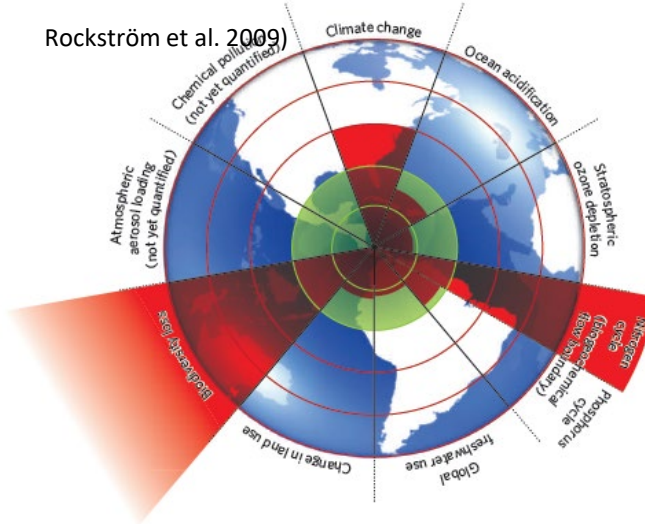 Rockström et al. 2009)
Climate change
Ocean acidification
Stratospheric
ozone depletion
Nitrogen
cycle
(biogeochemical
flow boundary)
Phosphorus
cycle
Global
freshwater use
Change in land use
Biodiversity loss
Atmospheric
aerosol loading
(not yet quantified)
Chemical pollution
(not yet quantified)